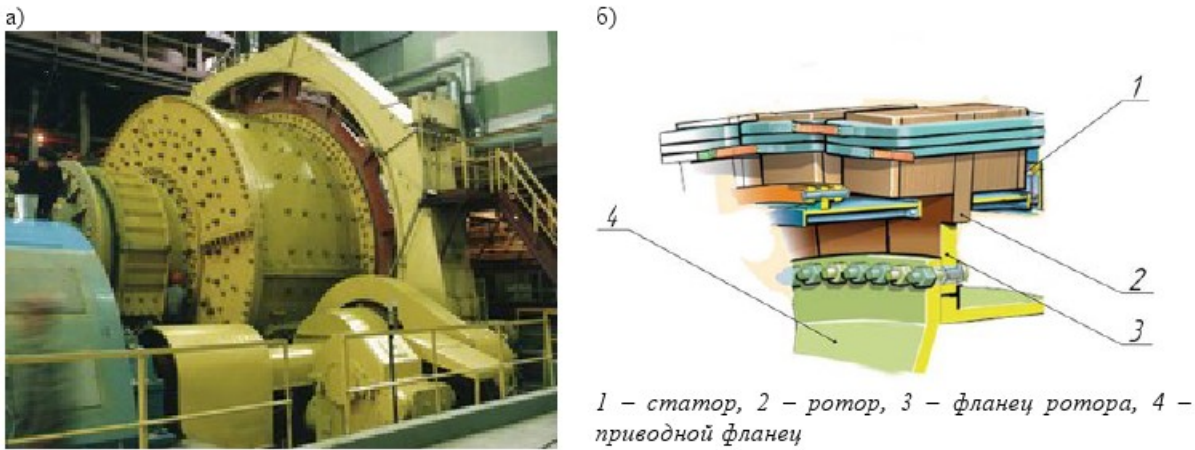 а)
б)
1
4
2
3
1 – статор, 2 – ротор, 3 – фланец ротора, 4 –
приводной фланец